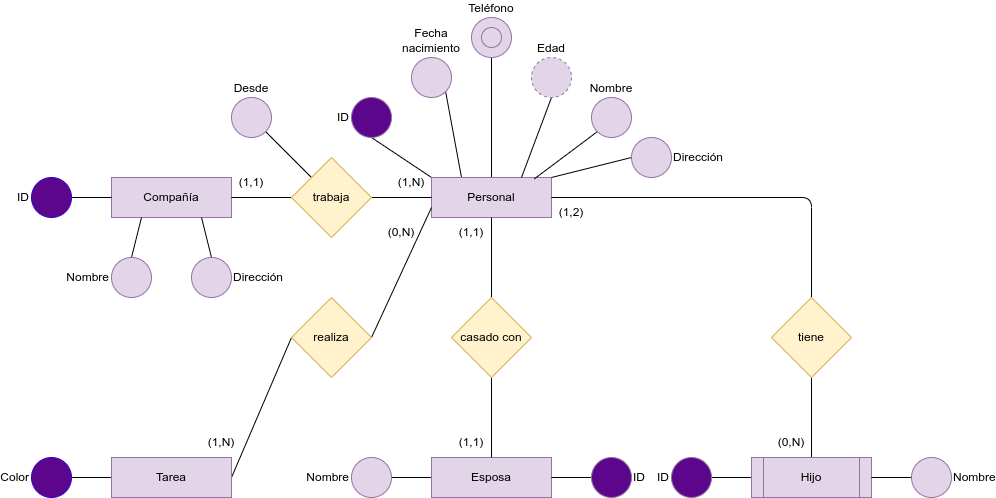 Teléfono
Fecha
nacimiento
Edad
Desde
Nombre
ID
Dirección
ID
Compañía
(1,1)
trabaja
(1,N)
Personal
(1,2)
(0,N)
(1,1)
Nombre
Dirección
realiza
casado con
tiene
(1,N)
(1,1)
(0,N)
Color
Tarea
Nombre
Esposa
ID
ID
Hijo
Nombre